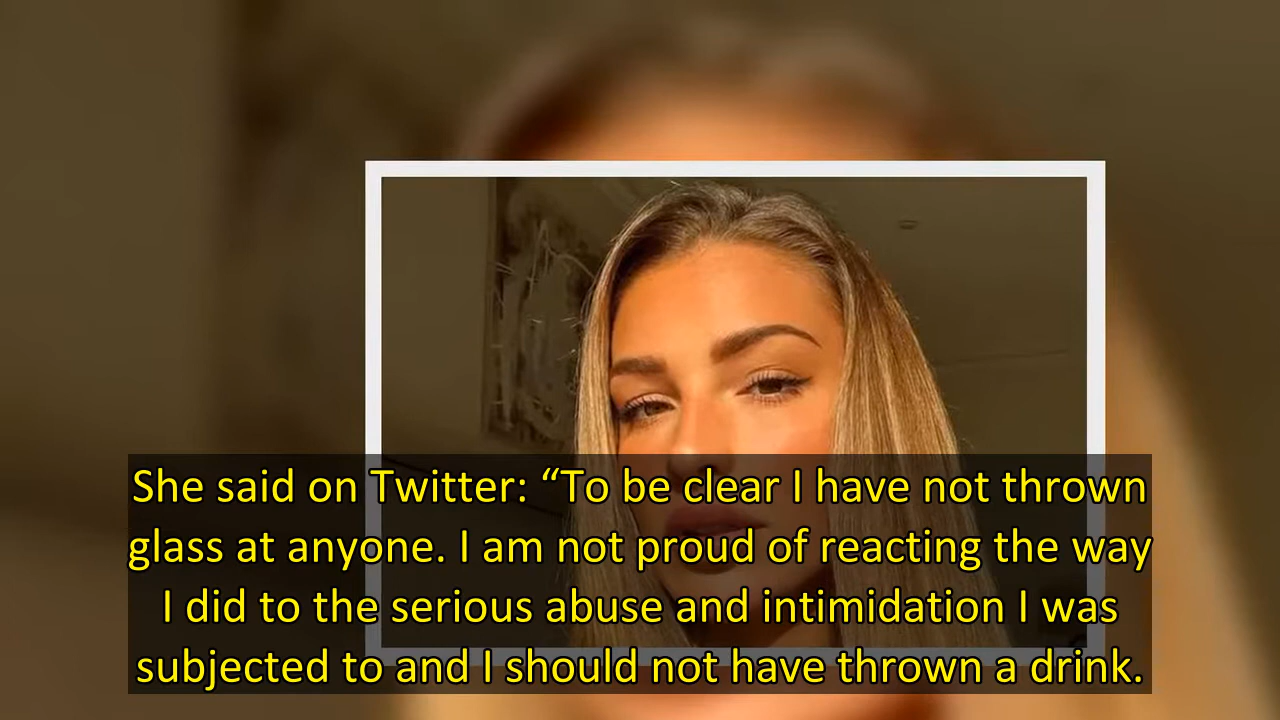 She said on Twitter: “To be clear I have not thrown
glass at anyone. I am not proud of reacting the way
I did to the serious abuse and intimidation I was
subjected to and I should not have thrown a drink.